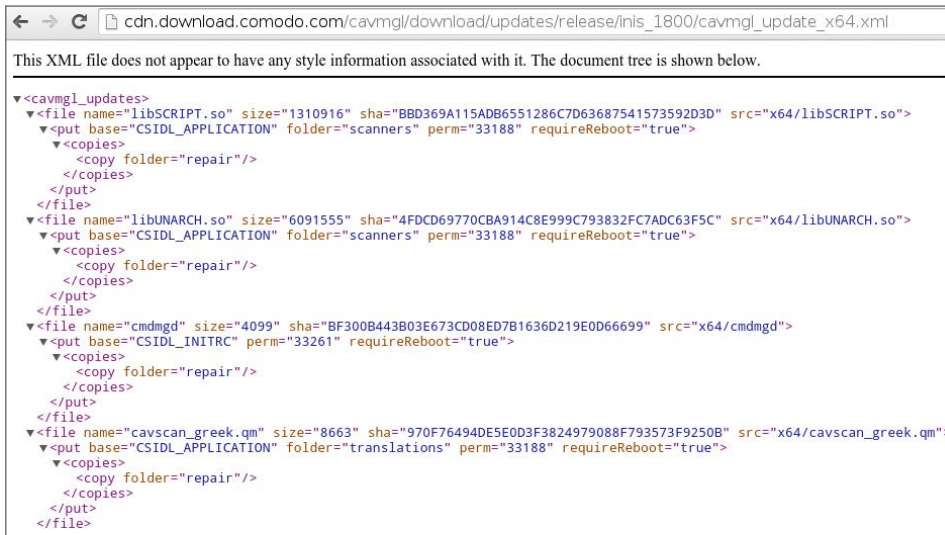 cdn.download.comodo.com/cavmgl/download/updates/release/inis_1800/cavmgl_update_x64.xml
This XML file does not appear to have any style information associated with it. The document tree is shown below.
▼<cavmgl_updates>
▼<file name="libSCRIPT.so" size="1310916" sha="BBD369A115ADB6551286C7D63687541573592D3D" src="x64/libSCRIPT.so">
▼<put base="CSIDL_APPLICATION" folder="scanners" perm="33188" requireReboot="true">
▼<copies>
<copy folder="repair"/>
</copies>
</put>
</file>
▼<file name="libUNARCH.so" size="6091555" sha="4FDCD69770CBA914C8E999C793832FC7ADC63F5C" src="x64/libUNARCH.so">
▼<put base="CSIDL_APPLICATION" folder="scanners" perm="33188" requireReboot="true">
▼<copies>
<copy folder="repair"/>
</copies>
</put>
</file>
▼<file name="cmdmgd" size="4099" sha="BF300B443B03E673CD08ED7B1636D219E0D66699" src="x64/cmdmgd">
▼<put base="CSIDL_INITRC" perm="33261" requireReboot="true">
▼<copies>
<copy folder="repair"/>
</copies>
</put>
</file>
▼<file name="cavscan_greek.qm" size="8663" sha="970F76494DE5E0D3F3824979088F793573F9250B" src="x64/cavscan_greek.qm">
▼<put base="CSIDL_APPLICATION" folder="translations" perm="33188" requireReboot="true">
▼<copies>
<copy folder="repair"/>
</copies>
</put>
</file>